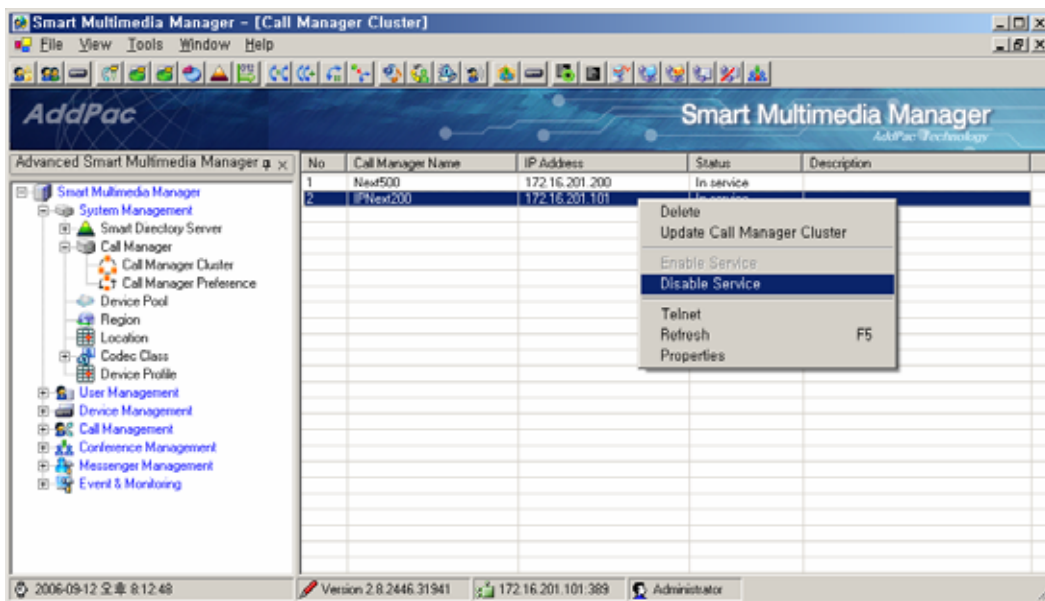 Smart Multimedia Manager - [Call Manager Cluster]
File View Tools Window Help
AddPac
Smart Multimedia Manager
AddPac Technology
Advanced Smart Multimedia Manager
No Call Manager Name IP Address Status Description
1 Next500 172.16.201.200 In service
2 IPNext200 172.16.201.101 In service
Smart Multimedia Manager
System Management
Smart Directory Server
Call Manager
Call Manager Cluster
Call Manager Preference
Device Pool
Region
Location
Codec Class
Device Profile
User Management
Device Management
Call Management
Conference Management
Messenger Management
Event & Monitoring
Delete
Update Call Manager Cluster
Enable Service
Disable Service
Telnet
Refresh F5
Properties
2006-09-12 오후 8:12:48 Version 2.8.2446.31941 172.16.201.101:389 Administrator